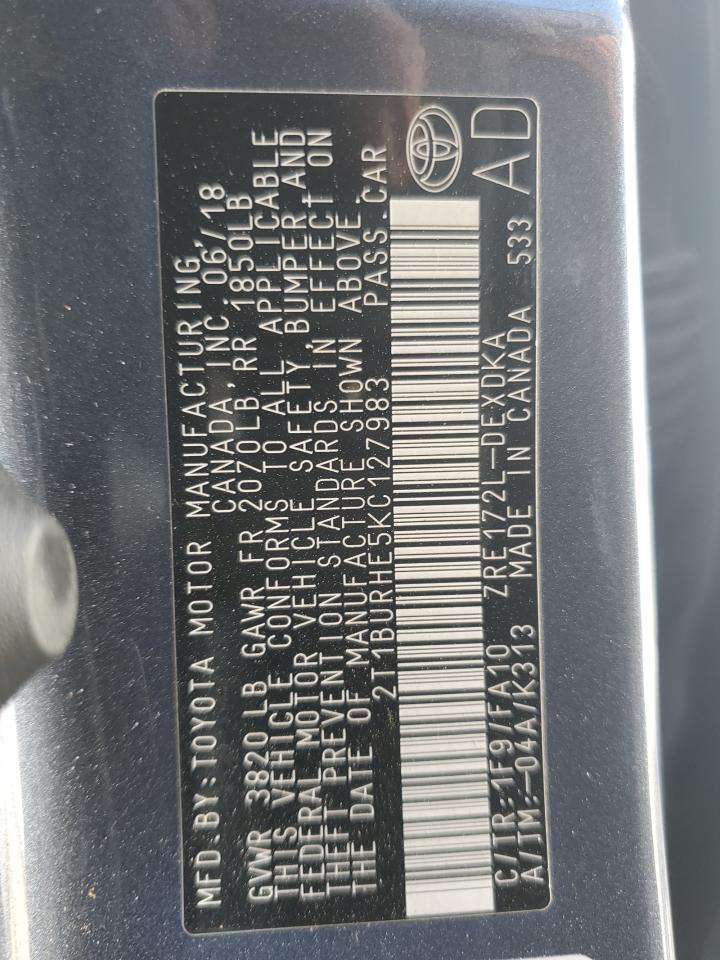 MFD.BY:TOYOTA MOTOR MANUFACTURING,
CANADA, INC. 06/18
GVWR 3820 LB GAWR FR 2070LB RR 1850LB
THIS VEHICLE CONFORMS TO ALL APPLICABLE
FEDERAL MOTOR VEHICLE SAFETY, BUMPER AND
THEFT PREVENTION STANDARDS IN EFFECT ON
THE DATE OF MANUFACTURE SHOWN ABOVE.
2T1BURHE5KC127983 PASS.CAR
C/TR:1F9/FA10 ZRE172L-DEXDKA
A/TM:-04A/K313 MADE IN CANADA 533
AD